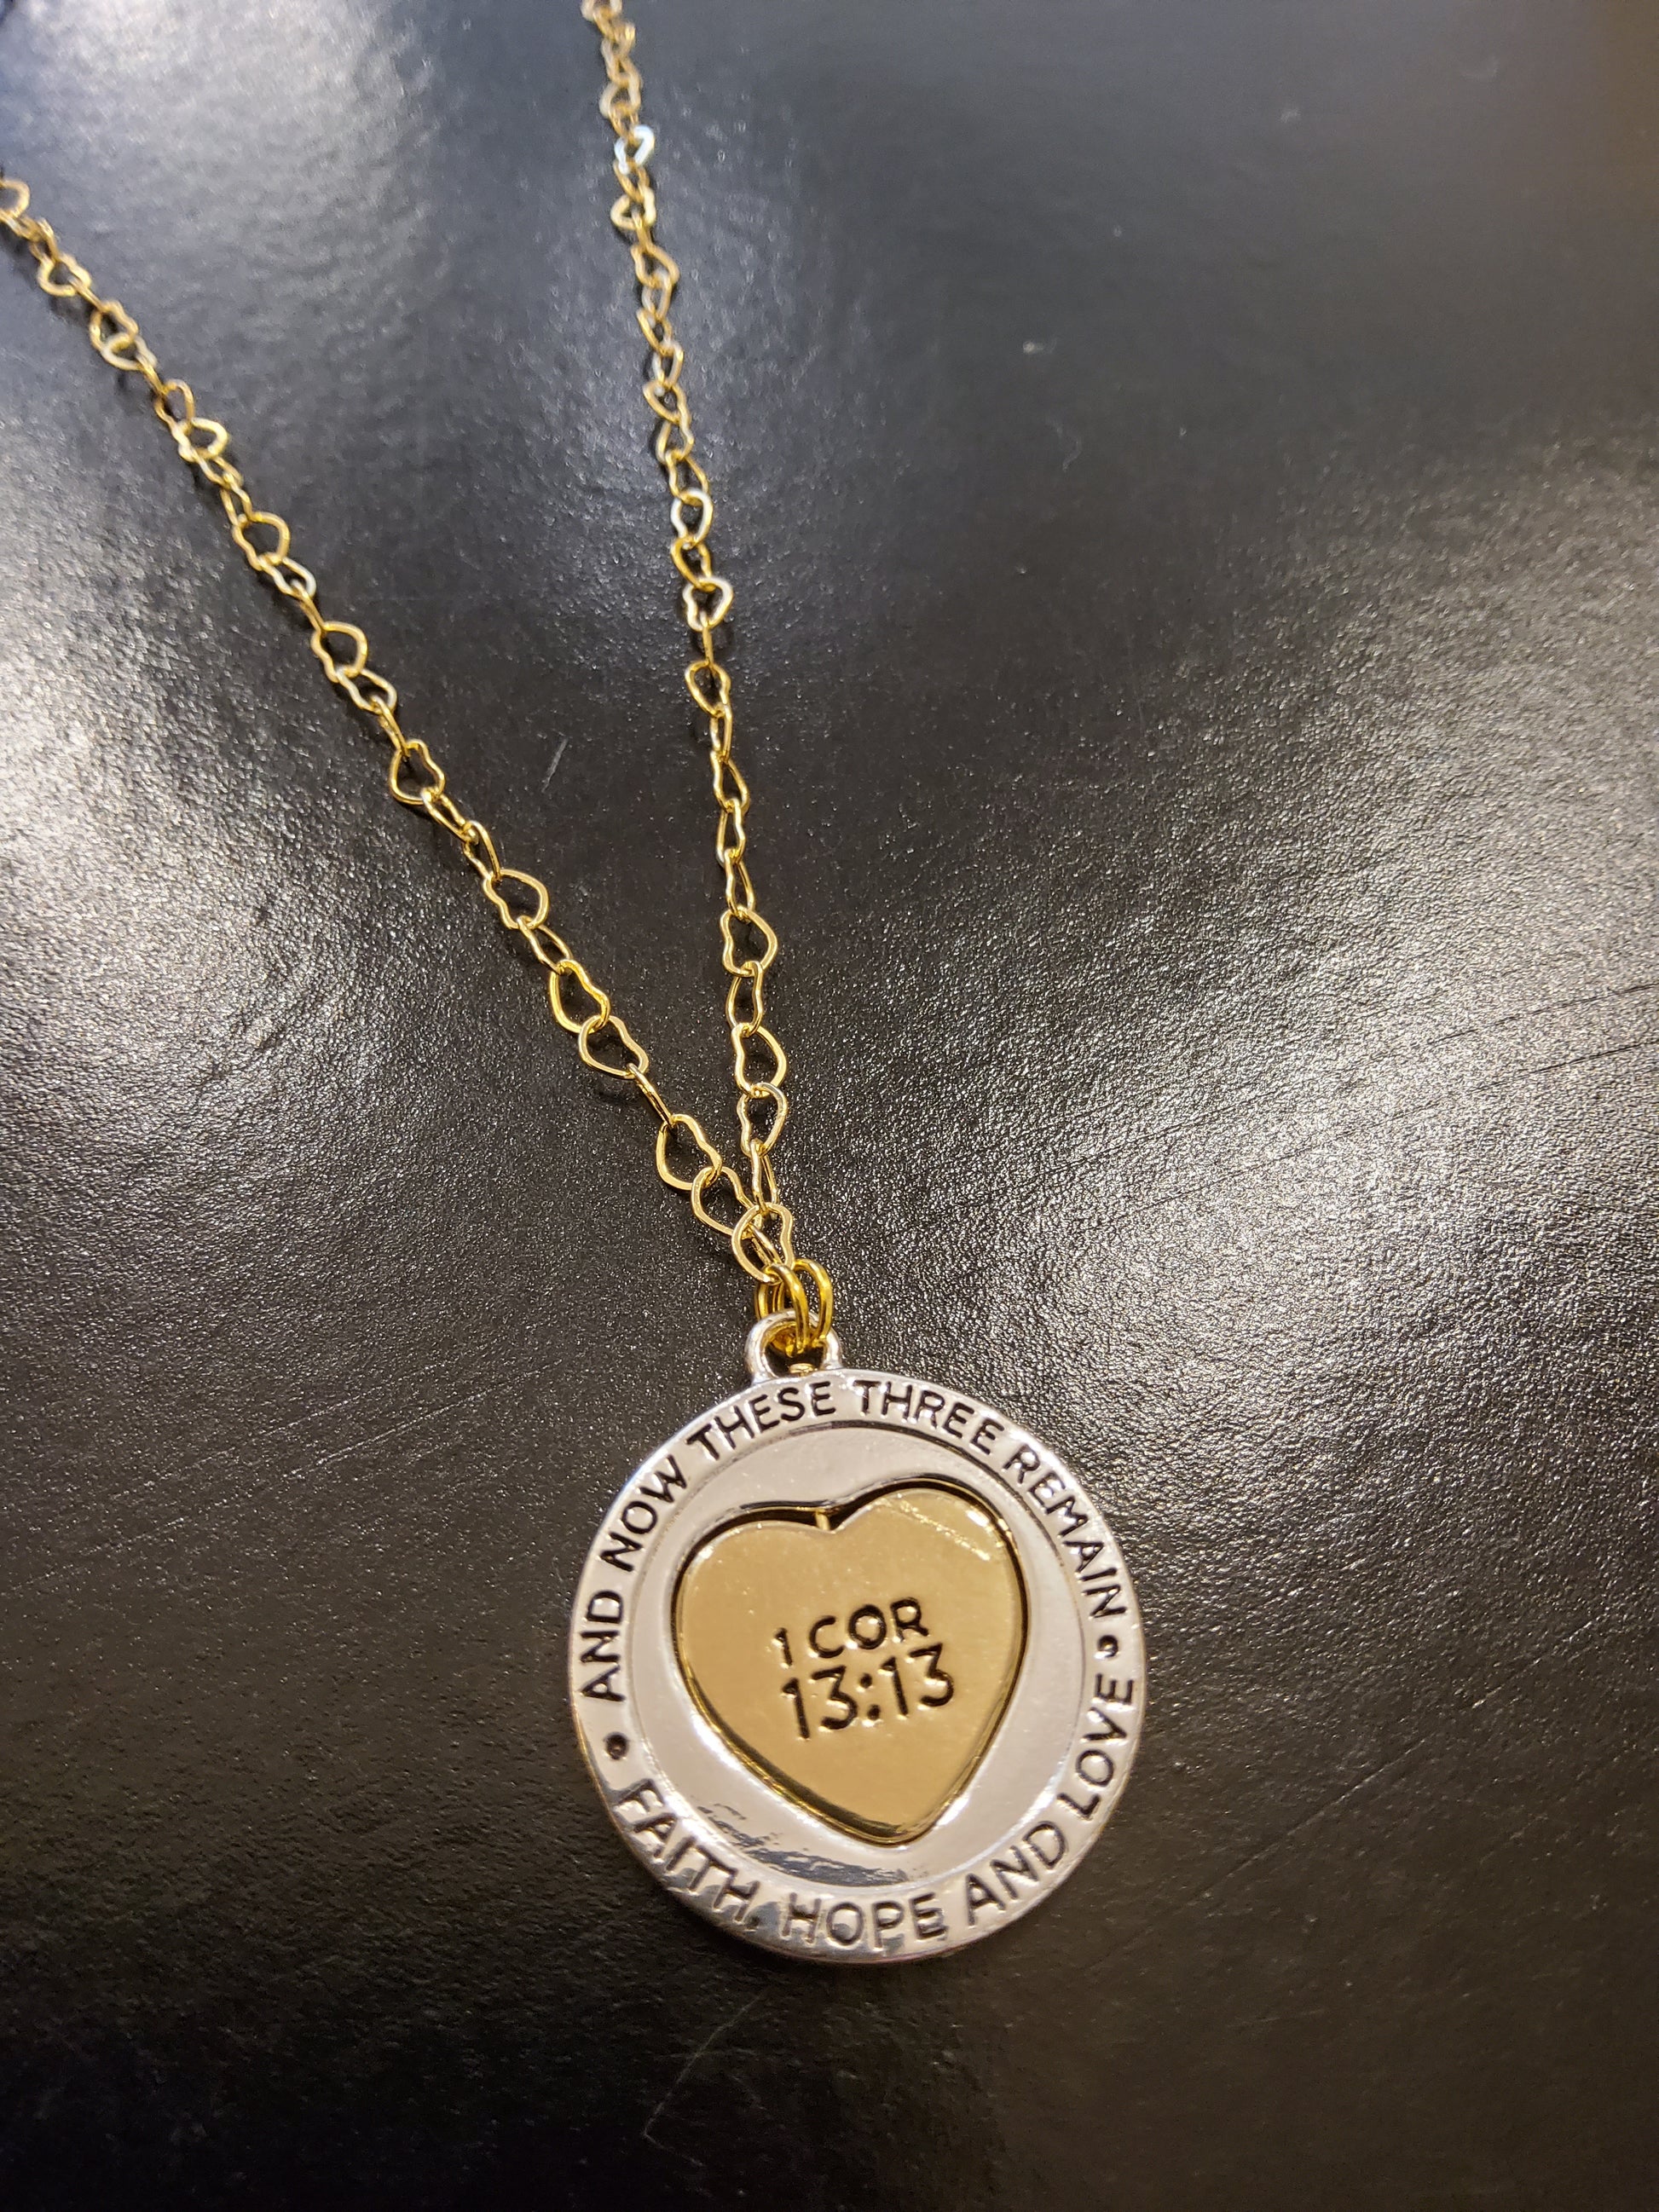 AND NOW THESE THREE REMAIN •
FAITH, HOPE AND LOVE •
1 COR
13:13